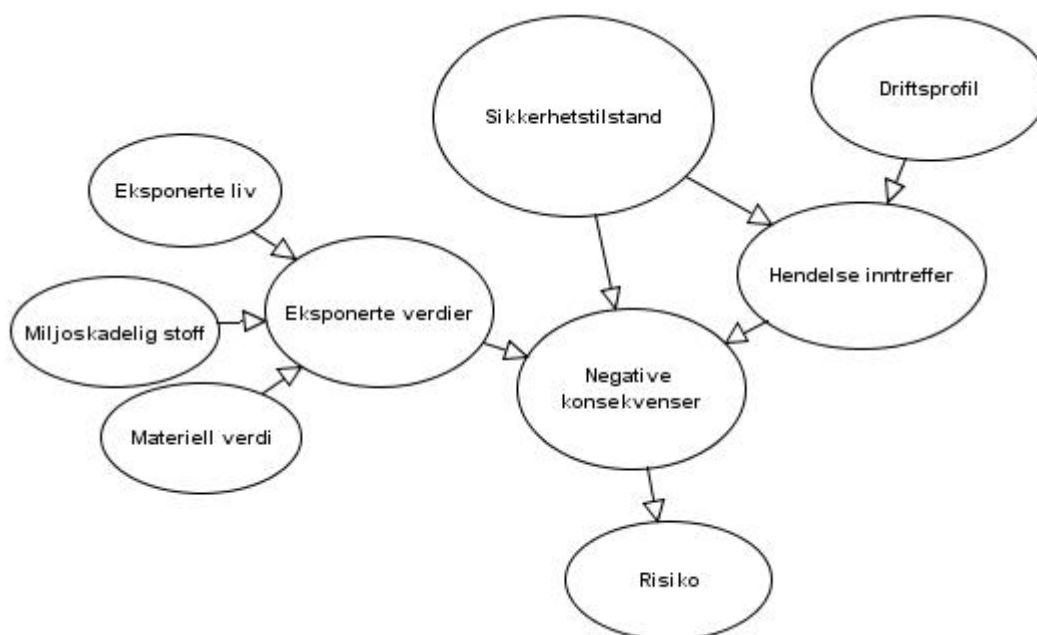 Driftsprofil
Sikkerhetstilstand
Eksponerte liv
Hendelse inntreffer
Eksponerte verdier
Miljoskadelig stoff
Negative
konsekvenser
Materiell verdi
Risiko